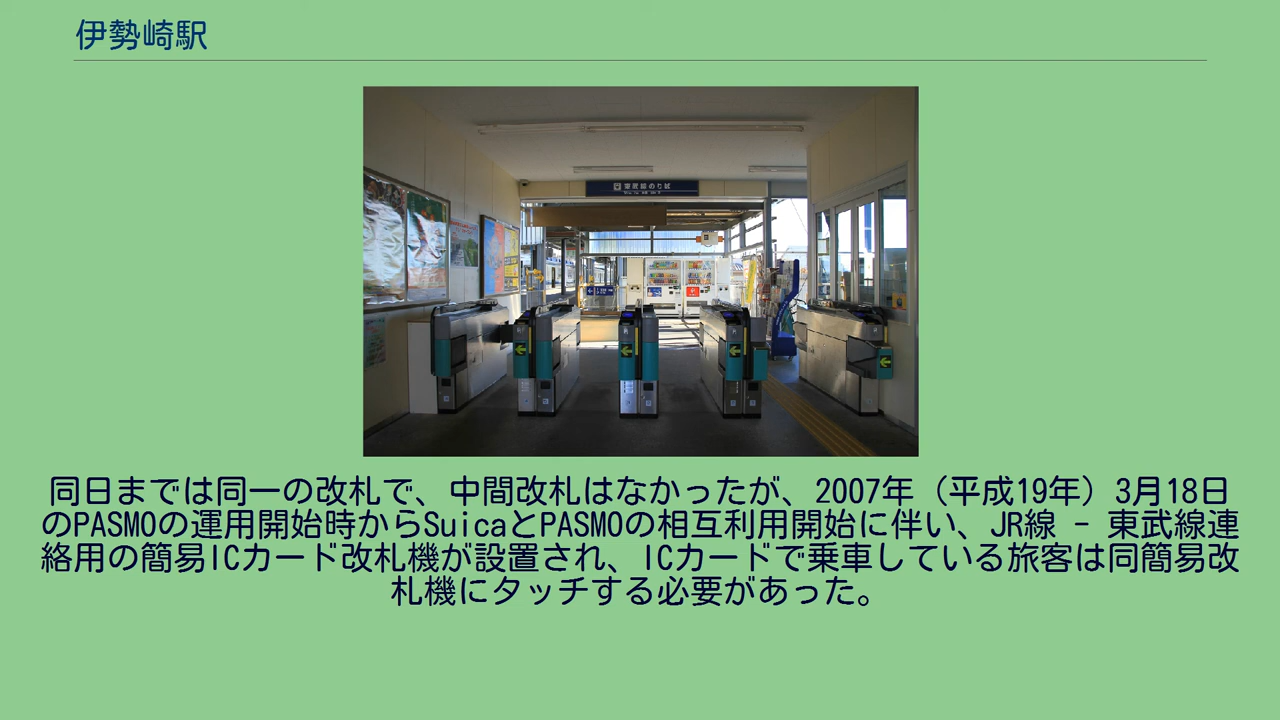 伊勢崎駅
東武線のりば
同日までは同一の改札で、中間改札はなかったが、2007年（平成19年）3月18日
のPASMOの運用開始時からSuicaとPASMOの相互利用開始に伴い、JR線 - 東武線連
絡用の簡易ICカード改札機が設置され、ICカードで乗車している旅客は同簡易改
札機にタッチする必要があった。